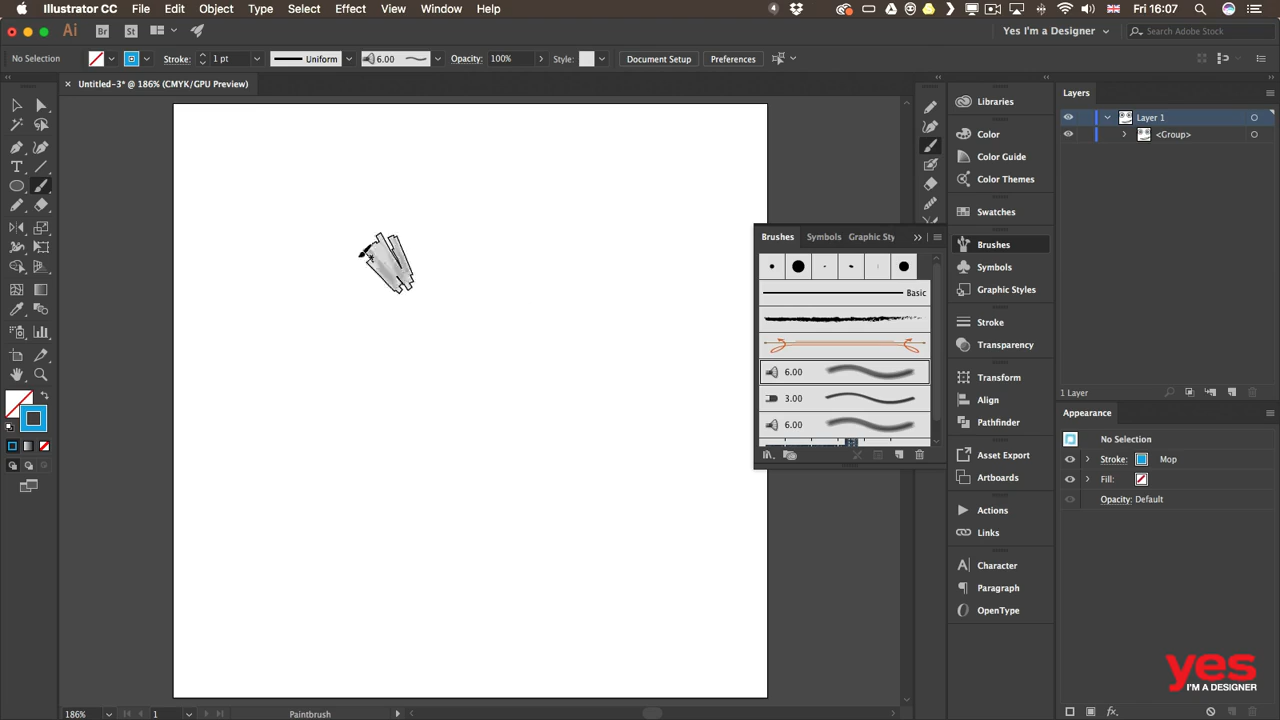 Illustrator CC File Edit Object Type Select Effect View Window Help
Fri 16:07
Br St
Ai
Yes I'm a Designer
Search Adobe Stock
No Selection
Stroke: 1 pt
Uniform
6.00
Opacity: 100%
Style:
Document Setup
Preferences
Untitled-3* @ 186% (CMYK/GPU Preview)
Libraries
Color
Color Guide
Color Themes
Swatches
Brushes
Symbols
Graphic Styles
Stroke
Transparency
Transform
Align
Pathfinder
Asset Export
Artboards
Actions
Links
Character
Paragraph
OpenType
Brushes Symbols Graphic Sty
Basic
6.00
3.00
6.00
Layers
Layer 1
<Group>
1 Layer
Appearance
No Selection
Stroke: Mop
Fill:
Opacity: Default
fx
yes
I'M A DESIGNER
186%
1
Paintbrush